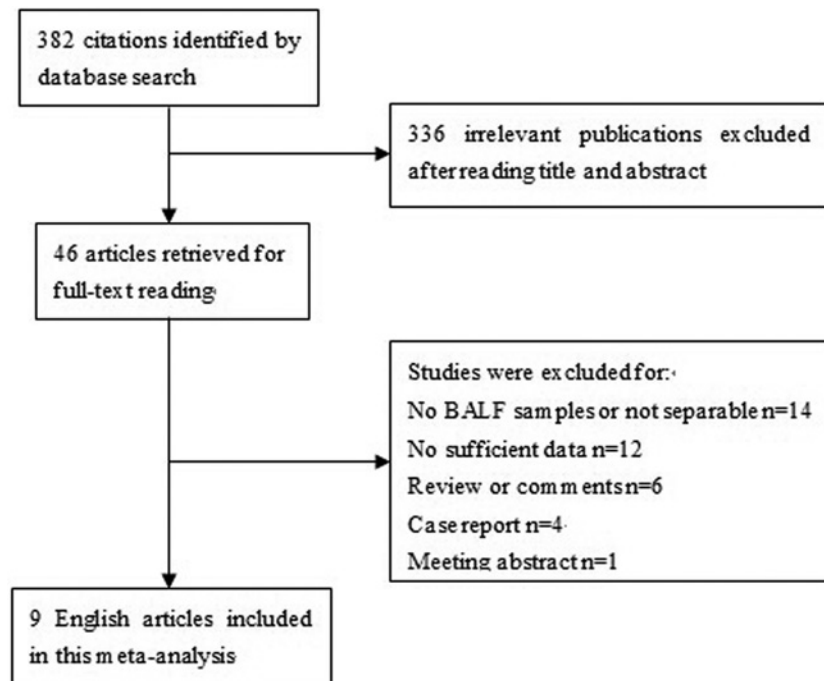 382 citations identified by
database search
336 irrelevant publications excluded
after reading title and abstract
46 articles retrieved for
full-text reading
Studies were excluded for:
No BALF samples or not separable n=14
No sufficient data n=12
Review or comments n=6
Case report n=4
Meeting abstract n=1
9 English articles included
in this meta-analysis